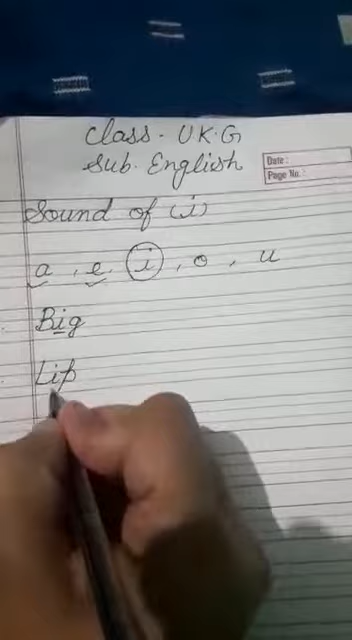 Class - U.K.G
Sub. English
Date :
Page No. :
Sound of (i)
a , e, i , o , u
Big
Lip